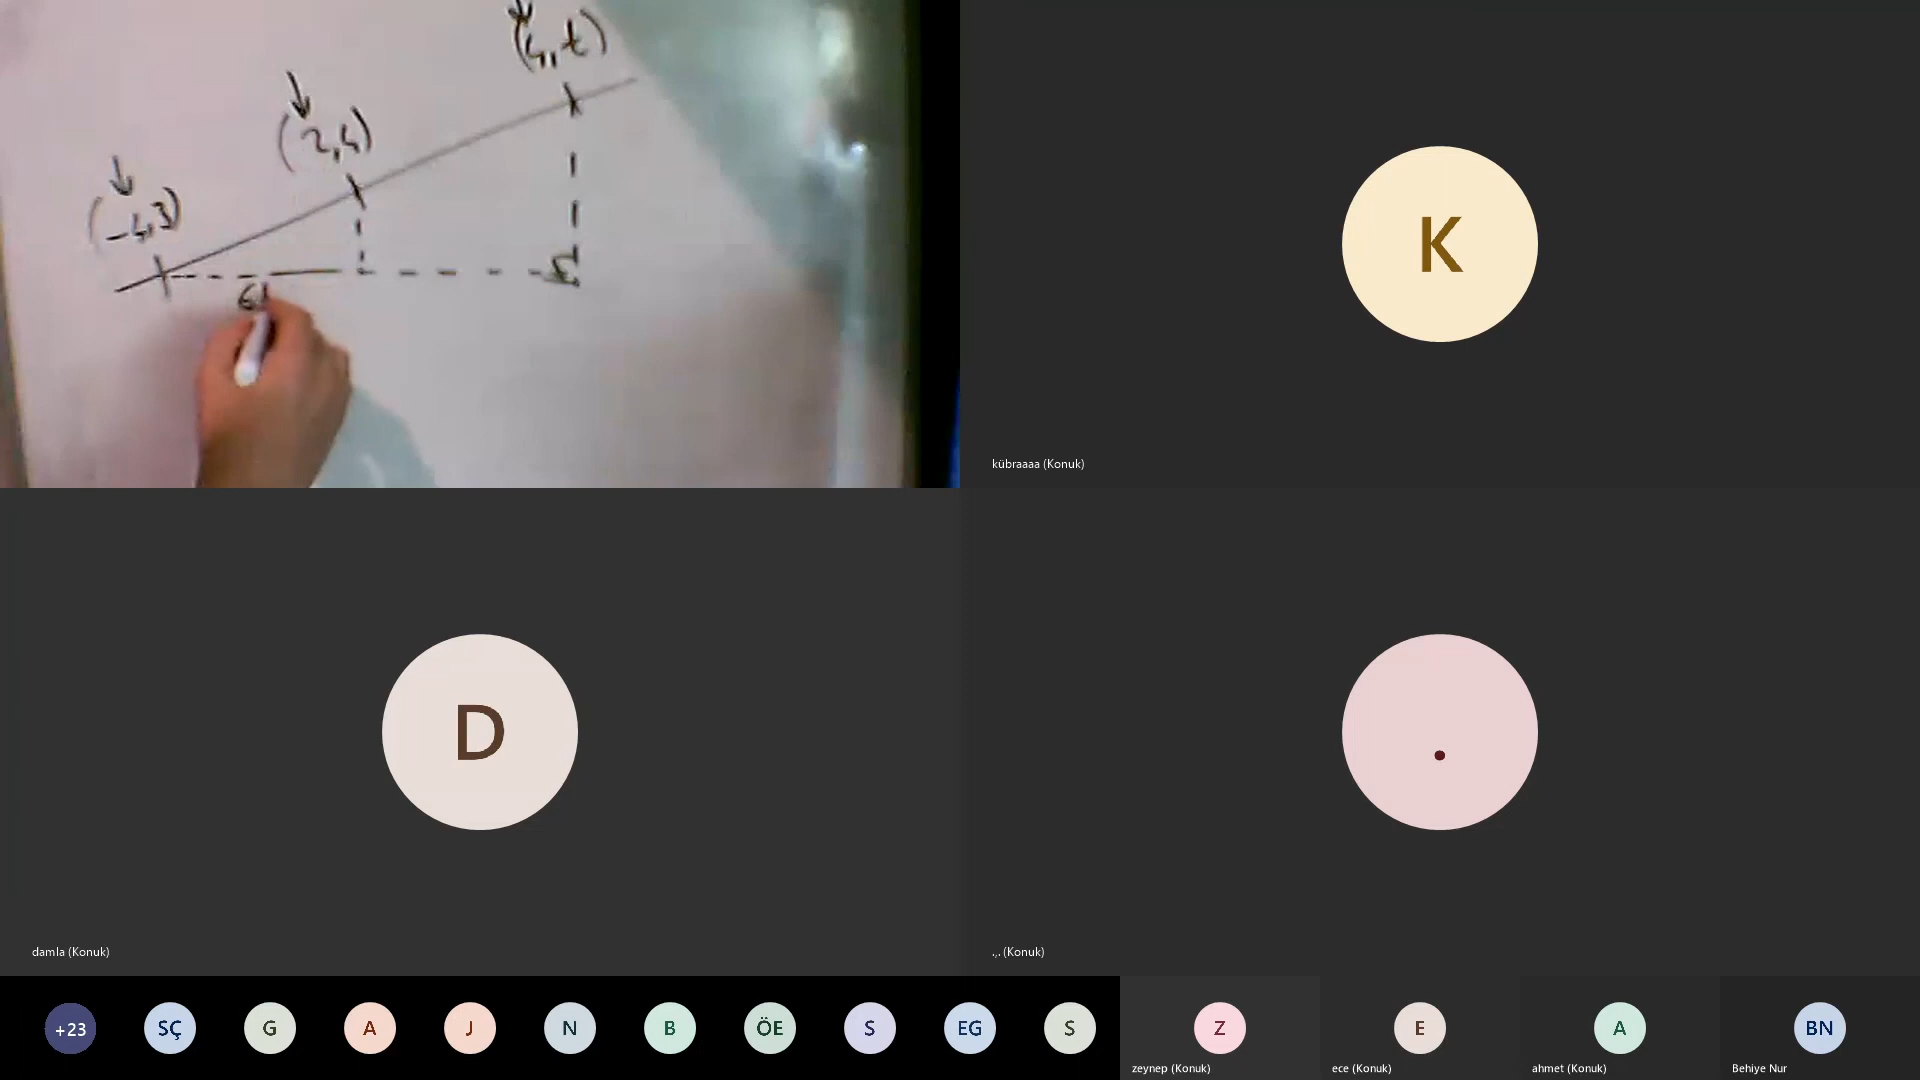 (4,t)
(2,4)
(-4,3)
6
K
kübraaaa (Konuk)
D
damla (Konuk)
.
.,. (Konuk)
+23
SÇ
G
A
J
N
B
ÖE
S
EG
S
Z
zeynep (Konuk)
E
ece (Konuk)
A
ahmet (Konuk)
BN
Behiye Nur